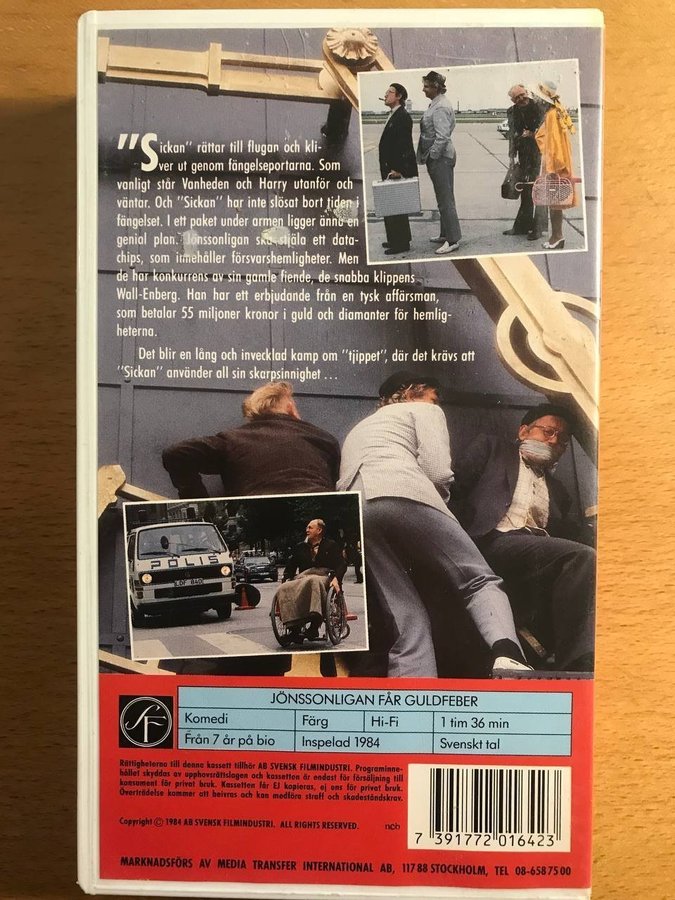 "Sickan" rättar till flugan och kli-
ver ut genom fängelseportarna. Som
vanligt står Vanheden och Harry utanför och
väntar. Och "Sickan" har inte slösat bort tiden i
fängelset. I ett paket under armen ligger ännu en
genial plan. Jönssonligan ska stjäla ett data-
chips, som innehåller försvarshemligheter. Men
de har konkurrens av sin gamle fiende, de snabba klippens
Wall-Enberg. Han har ett erbjudande från en tysk affärsman,
som betalar 55 miljoner kronor i guld och diamanter för hemlig-
heterna.
Det blir en lång och invecklad kamp om "tjippet", där det krävs att
"Sickan" använder all sin skarpsinnighet ...
POLIS
SF
JÖNSSONLIGAN FÅR GULDFEBER
Komedi Färg Hi-Fi 1 tim 36 min
Från 7 år på bio Inspelad 1984 Svenskt tal
Rättigheterna till denna kassett tillhör AB SVENSK FILMINDUSTRI. Programinne-
hållet skyddas av upphovsrättslagen och kassetten är endast för försäljning till
konsument för privat bruk. Kassetten får EJ kopieras, ej ens för privat bruk.
Överträdelse kommer att beivras och kan medföra straff och skadeståndskrav.
Copyright © 1984 AB SVENSK FILMINDUSTRI. ALL RIGHTS RESERVED. ncb
7 391772 016423
MARKNADSFÖRS AV MEDIA TRANSFER INTERNATIONAL AB, 117 88 STOCKHOLM, TEL 08-658 75 00